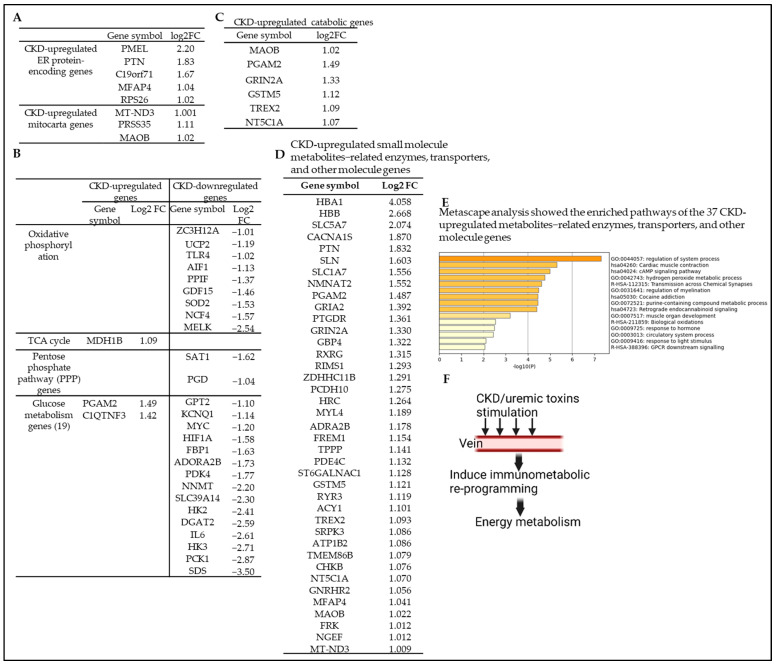 A
Gene symbol log2FC
CKD-upregulated ER protein-encoding genes
PMEL 2.20
PTN 1.83
C19orf71 1.67
MFAP4 1.04
RPS26 1.02
CKD-upregulated mitocarta genes
MT-ND3 1.001
PRSS35 1.11
MAOB 1.02
B
CKD-upregulated genes CKD-downregulated genes
Gene symbol Log2 FC Gene symbol Log2 FC
Oxidative phosphorylation
ZC3H12A −1.01
UCP2 −1.19
TLR4 −1.02
AIF1 −1.13
PPIF −1.37
GDF15 −1.46
SOD2 −1.53
NCF4 −1.57
MELK −2.54
TCA cycle MDH1B 1.09
Pentose phosphate pathway (PPP) genes
SAT1 −1.62
PGD −1.04
Glucose metabolism genes (19)
PGAM2 1.49 GPT2 −1.10
C1QTNF3 1.42 KCNQ1 −1.14
MYC −1.20
HIF1A −1.58
FBP1 −1.63
ADORA2B −1.73
PDK4 −1.77
NNMT −2.20
SLC39A14 −2.30
HK2 −2.41
DGAT2 −2.59
IL6 −2.61
HK3 −2.71
PCK1 −2.87
SDS −3.50
C
CKD-upregulated catabolic genes
Gene symbol log2FC
MAOB 1.02
PGAM2 1.49
GRIN2A 1.33
GSTM5 1.12
TREX2 1.09
NT5C1A 1.07
D
CKD-upregulated small molecule
metabolites−related enzymes, transporters,
and other molecule genes
Gene symbol Log2 FC
HBA1 4.058
HBB 2.668
SLC5A7 2.074
CACNA1S 1.870
PTN 1.832
SLN 1.603
SLC1A7 1.556
NMNAT2 1.552
PGAM2 1.487
GRIA2 1.392
PTGDR 1.361
GRIN2A 1.330
GBP4 1.322
RXRG 1.315
RIMS1 1.293
ZDHHC11B 1.291
PCDH10 1.275
HRC 1.264
MYL4 1.189
ADRA2B 1.178
FREM1 1.154
TPPP 1.141
PDE4C 1.132
ST6GALNAC1 1.128
GSTM5 1.121
RYR3 1.119
ACY1 1.101
TREX2 1.093
SRPK3 1.086
ATP1B2 1.086
TMEM86B 1.079
CHKB 1.076
NT5C1A 1.070
GNRHR2 1.056
MFAP4 1.041
MAOB 1.022
FRK 1.012
NGEF 1.012
MT-ND3 1.009
E
Metascape analysis showed the enriched pathways of the 37 CKD-
upregulated metabolites−related enzymes, transporters, and other
molecule genes
GO:0044057: regulation of system process
hsa04260: Cardiac muscle contraction
hsa04024: cAMP signaling pathway
GO:0042743: hydrogen peroxide metabolic process
R-HSA-112315: Transmission across Chemical Synapses
GO:0031641: regulation of myelination
hsa05030: Cocaine addiction
GO:0072521: purine-containing compound metabolic process
hsa04723: Retrograde endocannabinoid signaling
GO:0007517: muscle organ development
R-HSA-211859: Biological oxidations
GO:0009725: response to hormone
GO:0003013: circulatory system process
GO:0009416: response to light stimulus
R-HSA-388396: GPCR downstream signalling
0 1 2 3 4 5 6 7
-log10(P)
F
CKD/uremic toxins
stimulation
Vein
Induce immunometabolic
re-programming
Energy metabolism